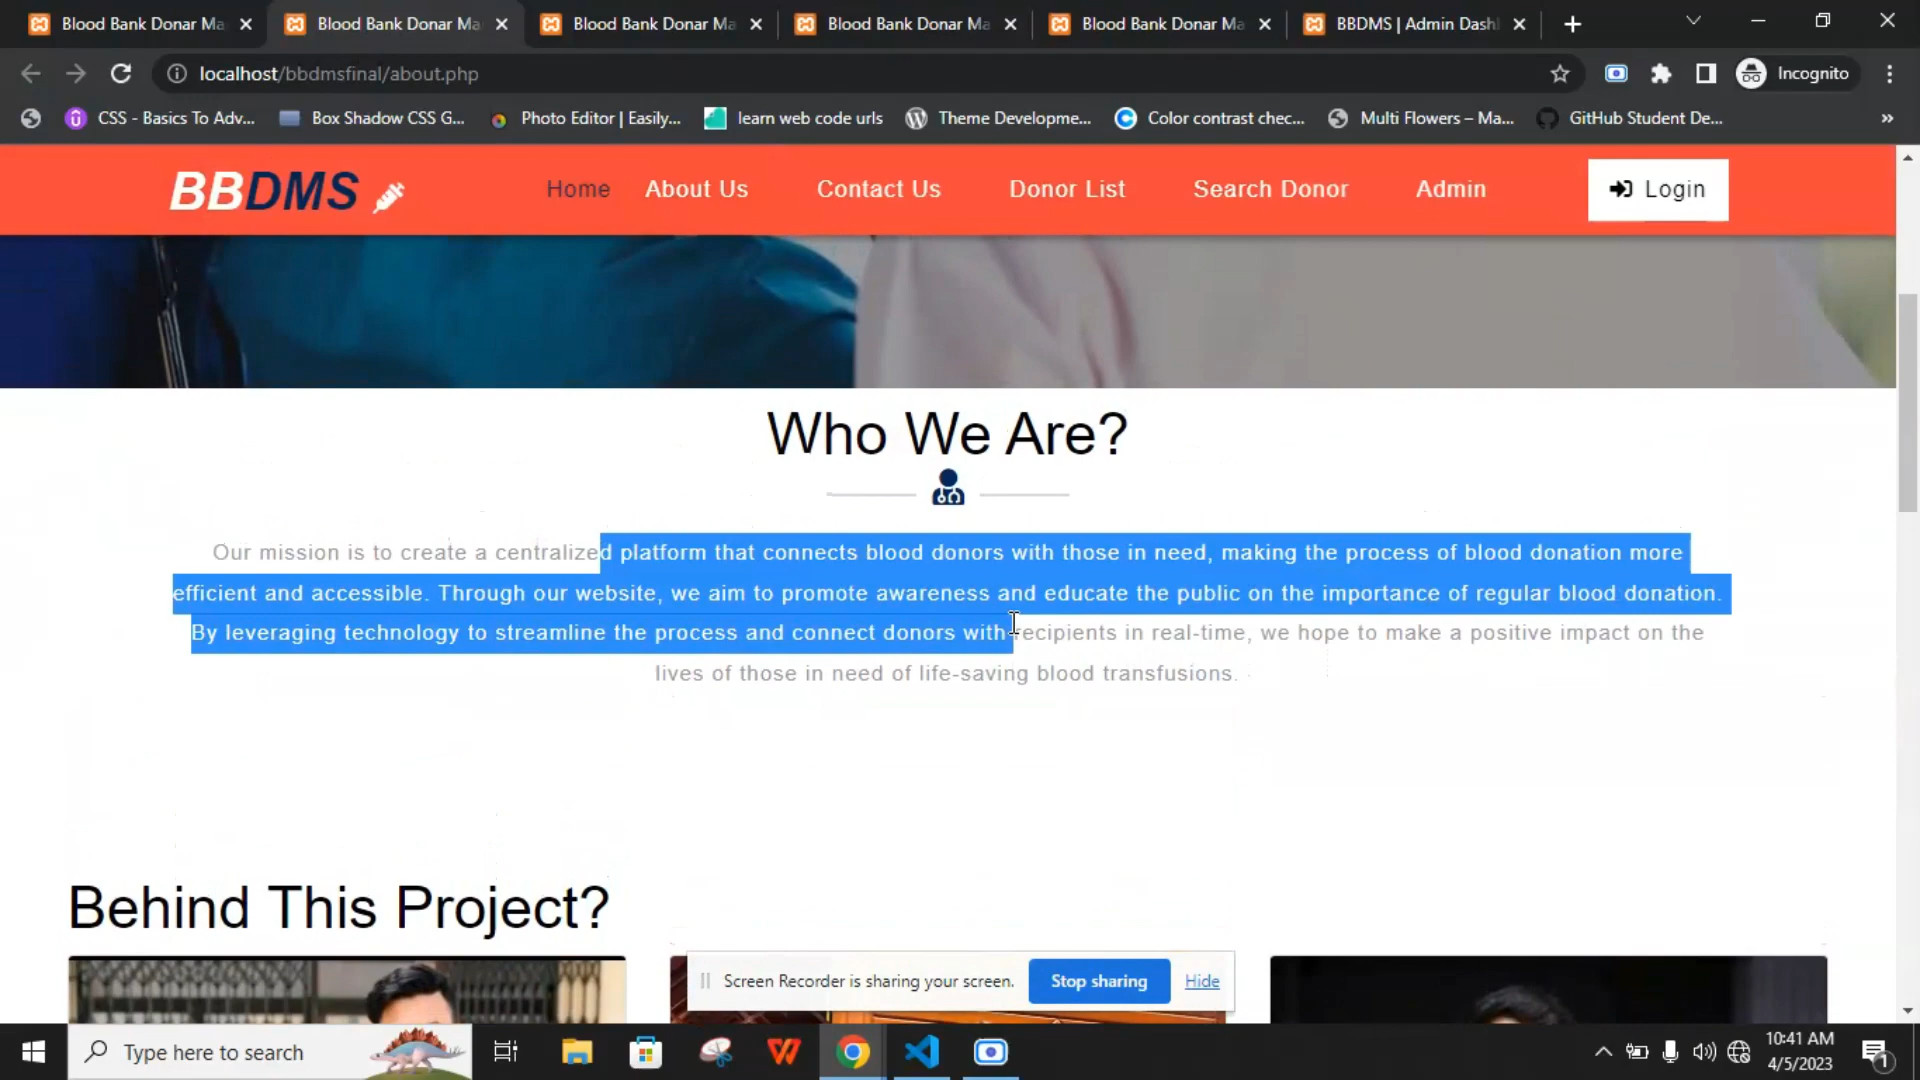 Blood Bank Donar Ma
Blood Bank Donar Ma
Blood Bank Donar Ma
Blood Bank Donar Ma
Blood Bank Donar Ma
BBDMS | Admin Dash
localhost/bbdmsfinal/about.php
Incognito
CSS - Basics To Adv...
Box Shadow CSS G...
Photo Editor | Easily...
learn web code urls
Theme Developme...
Color contrast chec...
Multi Flowers – Ma...
GitHub Student De...
»
BBDMS
Home
About Us
Contact Us
Donor List
Search Donor
Admin
Login
Who We Are?
Our mission is to create a centralized platform that connects blood donors with those in need, making the process of blood donation more
efficient and accessible. Through our website, we aim to promote awareness and educate the public on the importance of regular blood donation.
By leveraging technology to streamline the process and connect donors with recipients in real-time, we hope to make a positive impact on the
lives of those in need of life-saving blood transfusions.
Behind This Project?
Screen Recorder is sharing your screen.
Stop sharing
Hide
Type here to search
10:41 AM
4/5/2023
1